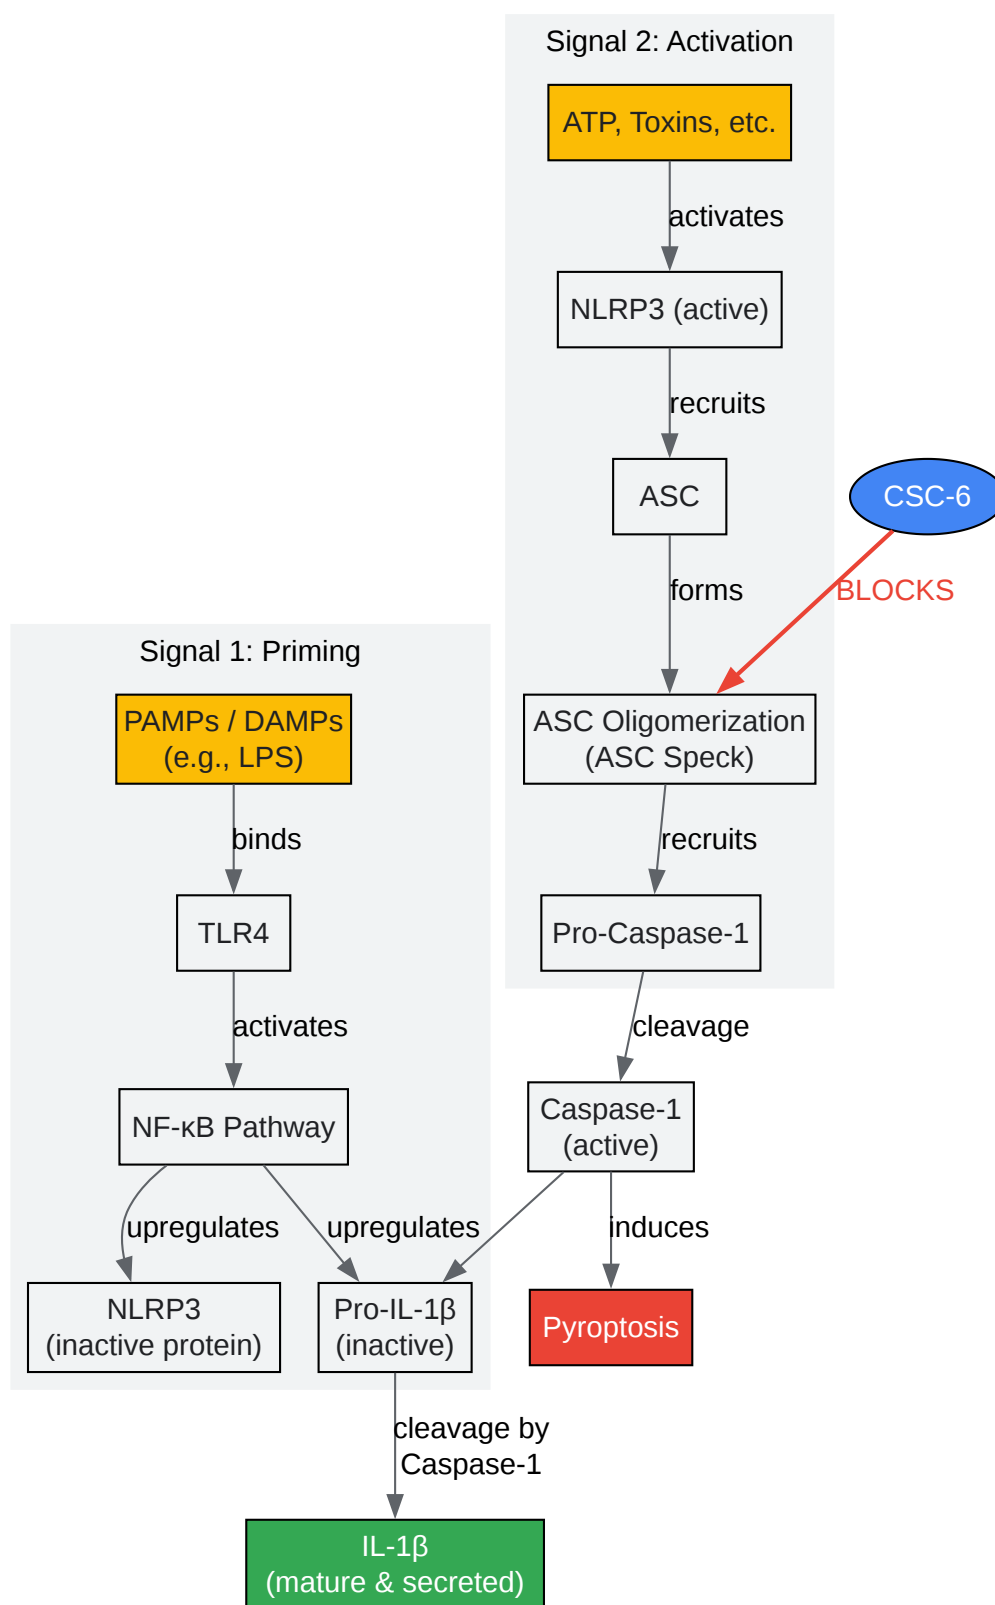 Signal 2: Activation
ATP, Toxins, etc.
activates
NLRP3 (active)
recruits
ASC
CSC-6
forms
BLOCKS
ASC Oligomerization
(ASC Speck)
recruits
Pro-Caspase-1
Signal 1: Priming
PAMPs / DAMPs
(e.g., LPS)
binds
TLR4
activates
NF-κB Pathway
upregulates
upregulates
NLRP3
(inactive protein)
Pro-IL-1β
(inactive)
cleavage
Caspase-1
(active)
induces
Pyroptosis
cleavage by
Caspase-1
IL-1β
(mature & secreted)